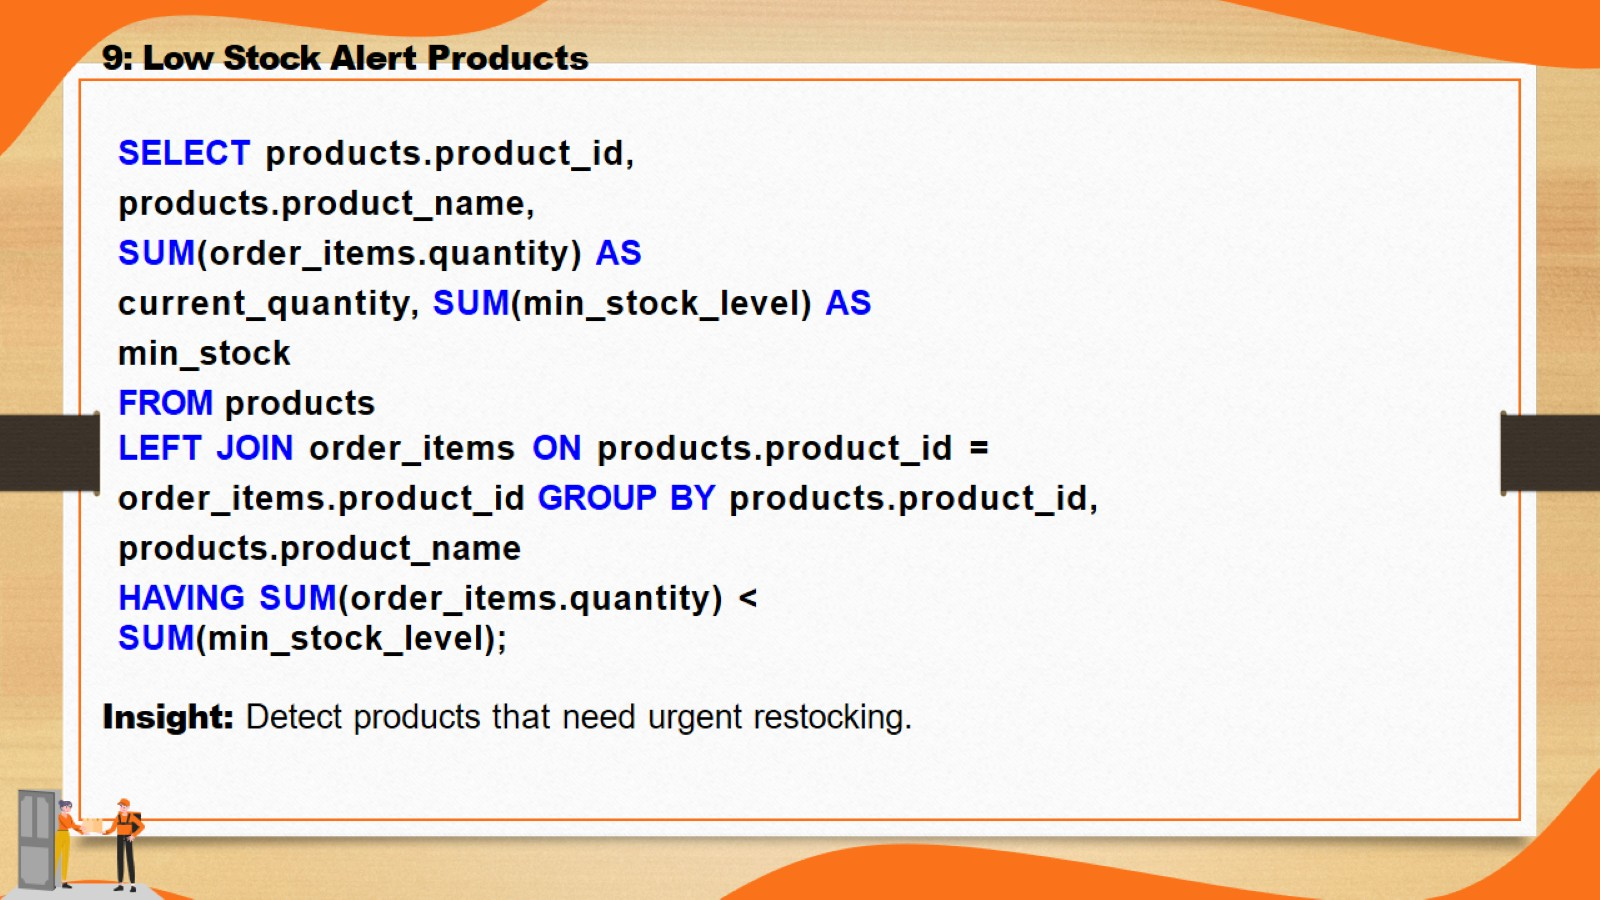 9: Low Stock Alert Products
SELECT products.product_id,
products.product_name,
SUM(order_items.quantity) AS
current_quantity, SUM(min_stock_level) AS
min_stock
FROM products
LEFT JOIN order_items ON products.product_id =
order_items.product_id GROUP BY products.product_id,
products.product_name
HAVING SUM(order_items.quantity) <
SUM(min_stock_level);
Insight: Detect products that need urgent restocking.